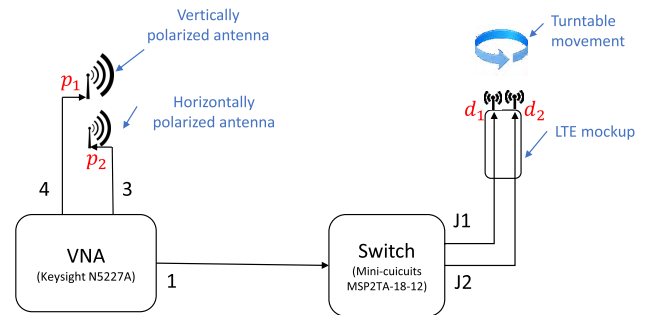 Vertically
polarized antenna
Turntable
movement
p₁
Horizontally
polarized antenna
d₁
d₂
p₂
LTE mockup
4
3
J1
VNA
(Keysight N5227A)
1
Switch
(Mini-cuicuits
MSP2TA-18-12)
J2